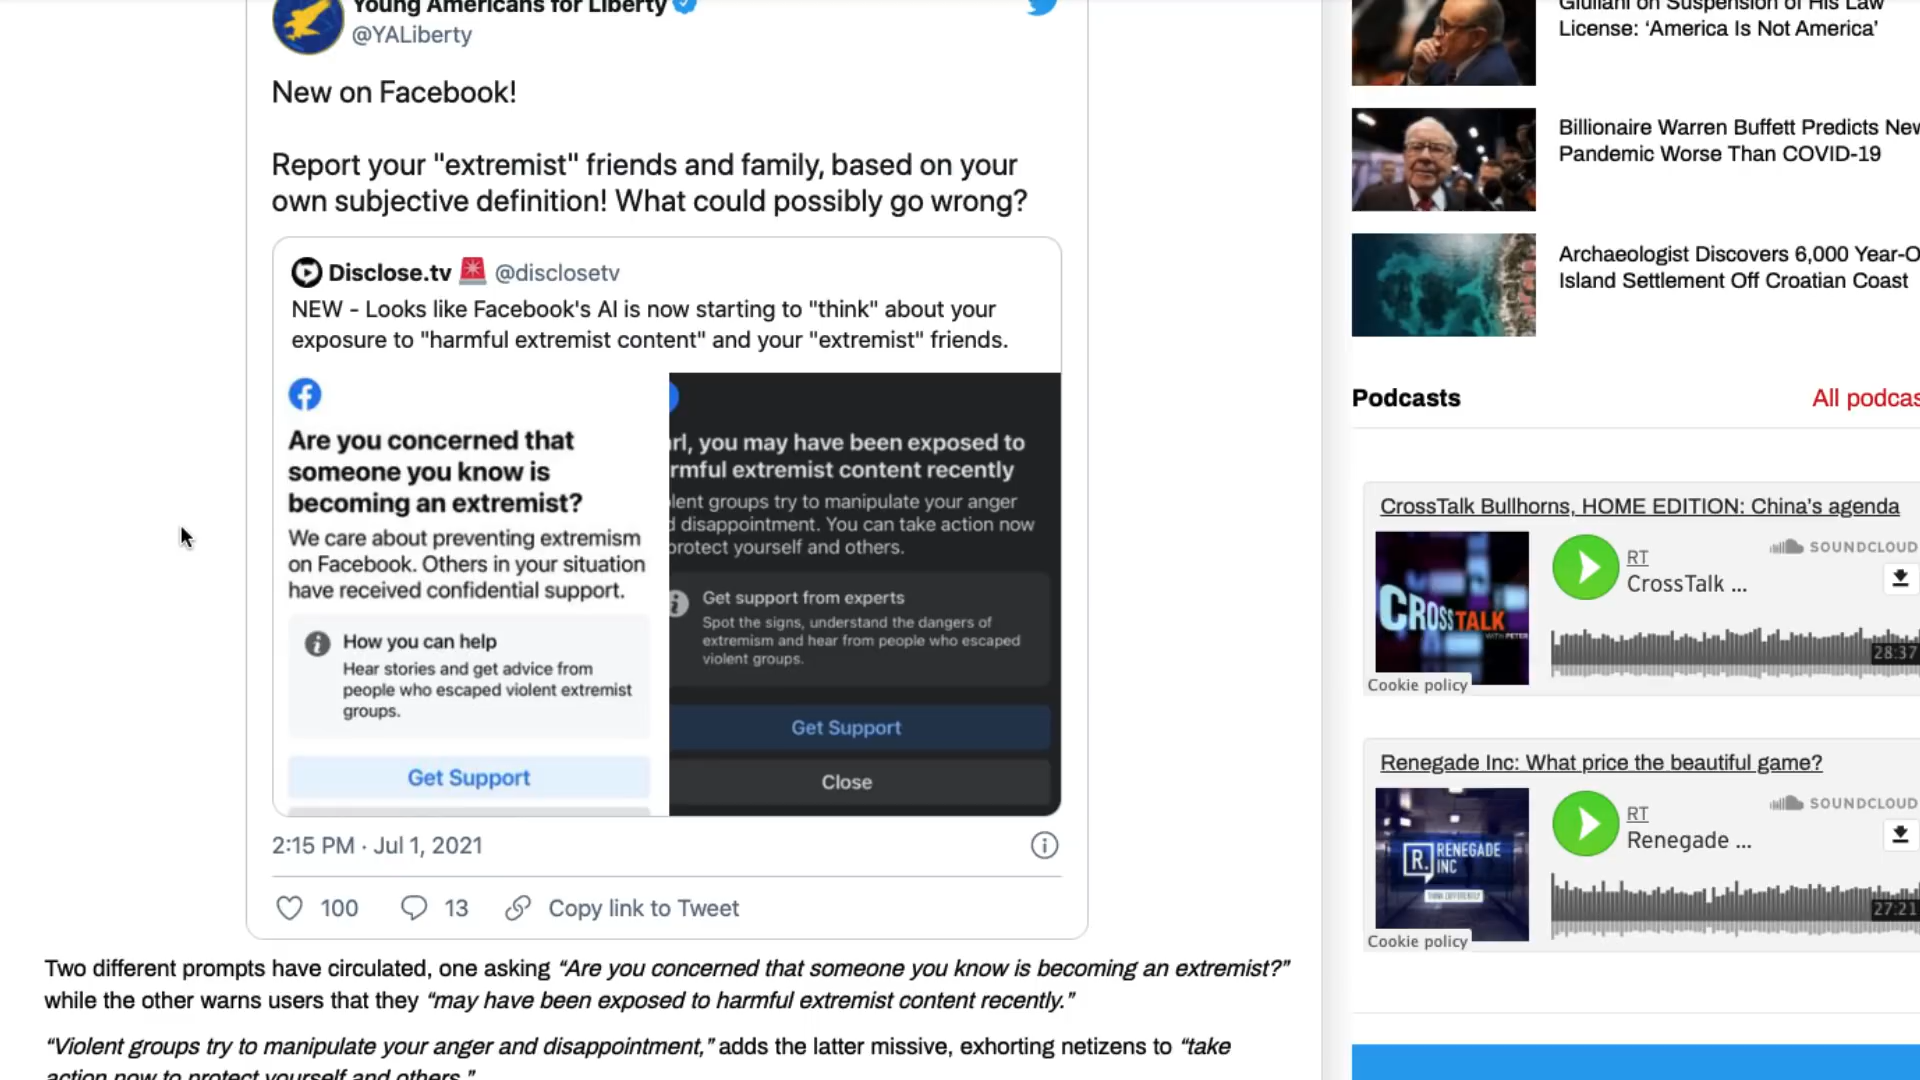 Young Americans for Liberty
@YALiberty
New on Facebook!
Report your "extremist" friends and family, based on your
own subjective definition! What could possibly go wrong?
Disclose.tv @disclosetv
NEW - Looks like Facebook's AI is now starting to "think" about your
exposure to "harmful extremist content" and your "extremist" friends.
Are you concerned that
someone you know is
becoming an extremist?
We care about preventing extremism
on Facebook. Others in your situation
have received confidential support.
How you can help
Hear stories and get advice from
people who escaped violent extremist
groups.
Get Support
rl, you may have been exposed to
rmful extremist content recently
lent groups try to manipulate your anger
d disappointment. You can take action now
protect yourself and others.
Get support from experts
Spot the signs, understand the dangers of
extremism and hear from people who escaped
violent groups.
Get Support
Close
2:15 PM · Jul 1, 2021
100 13 Copy link to Tweet
Two different prompts have circulated, one asking “Are you concerned that someone you know is becoming an extremist?”
while the other warns users that they “may have been exposed to harmful extremist content recently.”
“Violent groups try to manipulate your anger and disappointment,” adds the latter missive, exhorting netizens to “take
action now to protect yourself and others.”
Giuliani on Suspension of His Law
License: ‘America Is Not America’
Billionaire Warren Buffett Predicts New
Pandemic Worse Than COVID-19
Archaeologist Discovers 6,000 Year-O
Island Settlement Off Croatian Coast
Podcasts
All podcas
CrossTalk Bullhorns, HOME EDITION: China's agenda
CROSSTALK
WITH PETER
RT
CrossTalk ...
SOUNDCLOUD
28:37
Cookie policy
Renegade Inc: What price the beautiful game?
R. RENEGADE
INC
THINK DIFFERENTLY
RT
Renegade ...
SOUNDCLOUD
27:21
Cookie policy